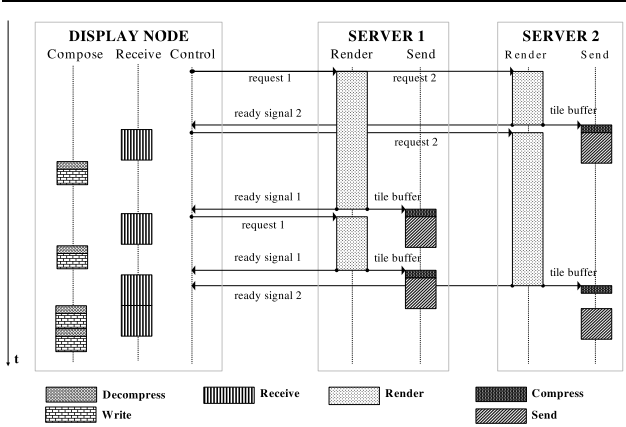 DISPLAY NODE SERVER 1 SERVER 2
Compose Receive Control Render Send Render Send
request 1 request 2
ready signal 2 tile buffer
request 2
ready signal 1 tile buffer
request 1
ready signal 1 tile buffer
tile buffer
ready signal 2
t
Decompress Receive Render Compress
Write Send